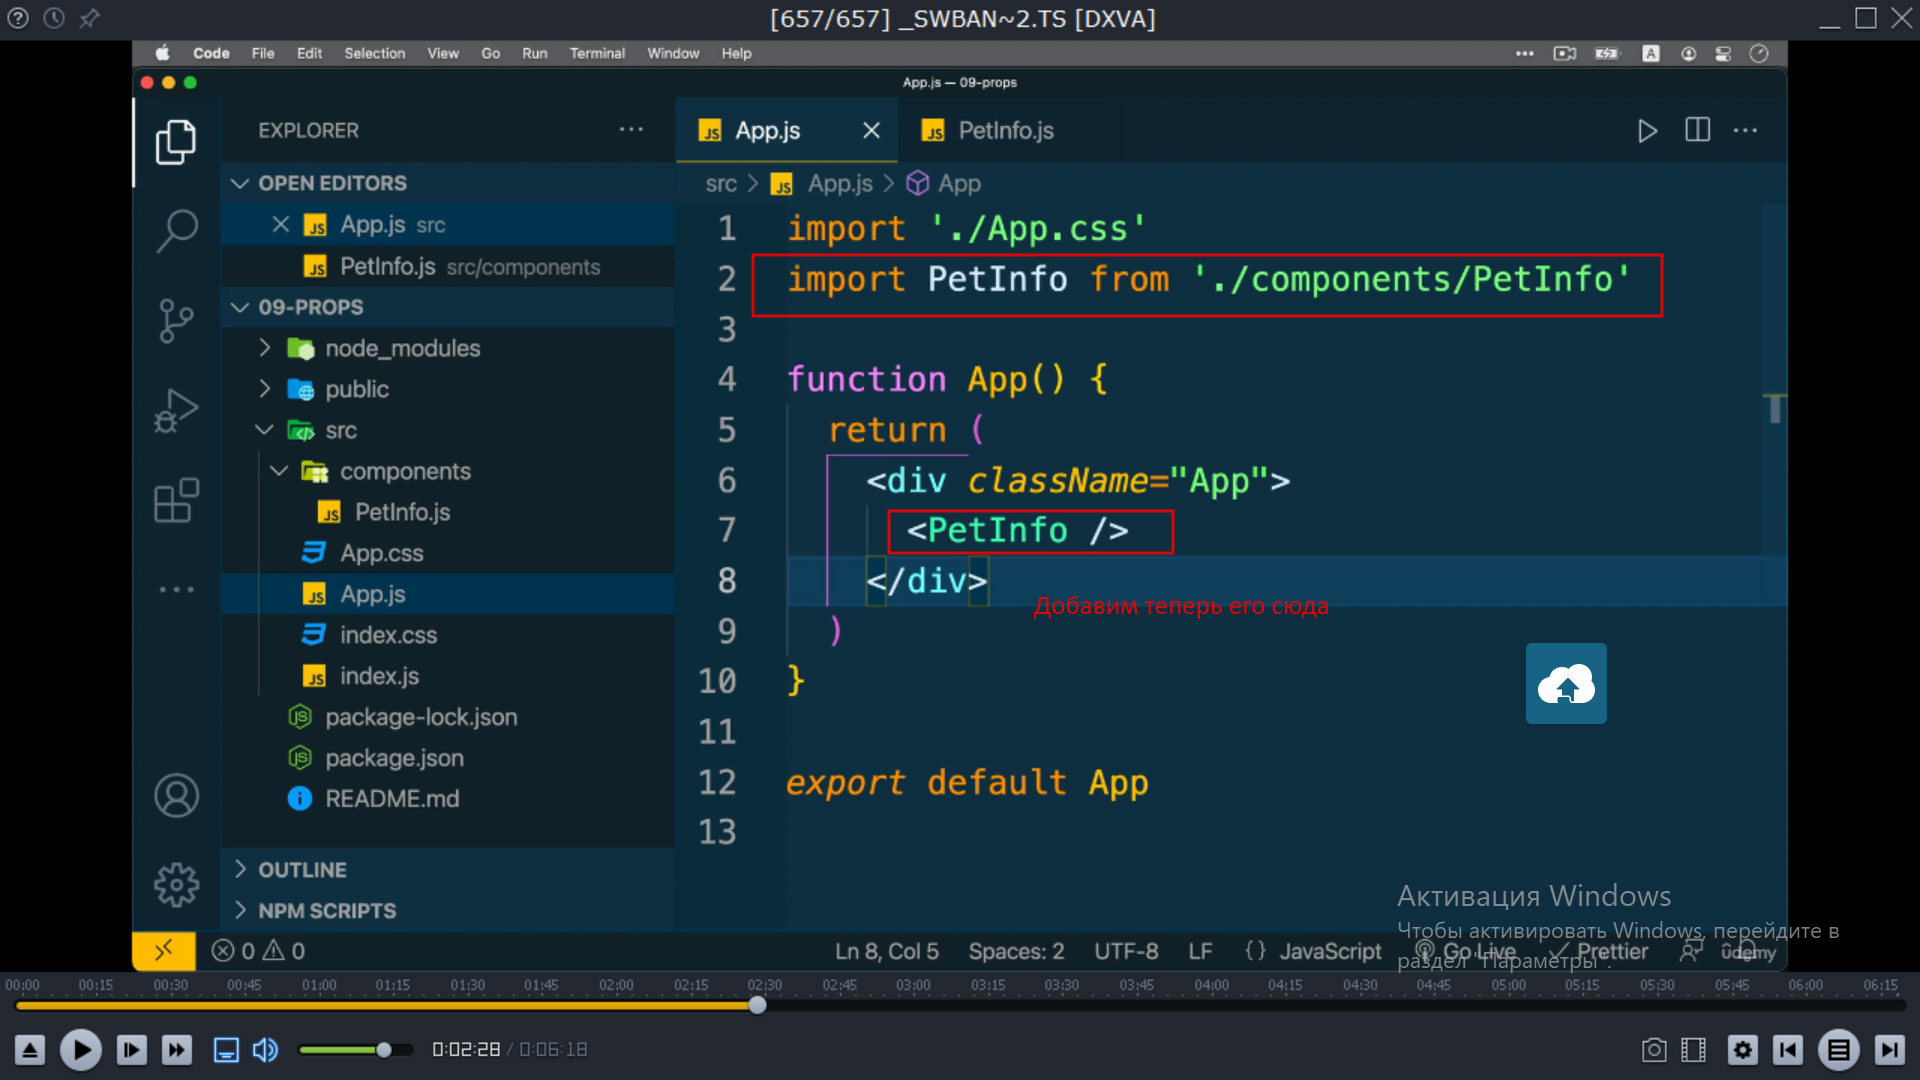 [657/657] _SWBAN~2.TS [DXVA]
Code File Edit Selection View Go Run Terminal Window Help
A
App.js — 09-props
EXPLORER
JS App.js
JS PetInfo.js
OPEN EDITORS
src > JS App.js > App
JS App.js src
JS PetInfo.js src/components
09-PROPS
node_modules
public
src
components
JS PetInfo.js
App.css
JS App.js
index.css
JS index.js
package-lock.json
package.json
README.md
OUTLINE
NPM SCRIPTS
1 import './App.css'
2 import PetInfo from './components/PetInfo'
3
4 function App() {
5 return (
6 <div className="App">
7 <PetInfo />
8 </div>
Добавим теперь его сюда
9 )
10 }
11
12 export default App
13
Активация Windows
Чтобы активировать Windows, перейдите в
раздел "Параметры".
0 0
Ln 8, Col 5 Spaces: 2 UTF-8 LF {} JavaScript Go Live Prettier
ûdemy
00:00 00:15 00:30 00:45 01:00 01:15 01:30 01:45 02:00 02:15 02:30 02:45 03:00 03:15 03:30 03:45 04:00 04:15 04:30 04:45 05:00 05:15 05:30 05:45 06:00 06:15
0:02:28 / 0:06:18